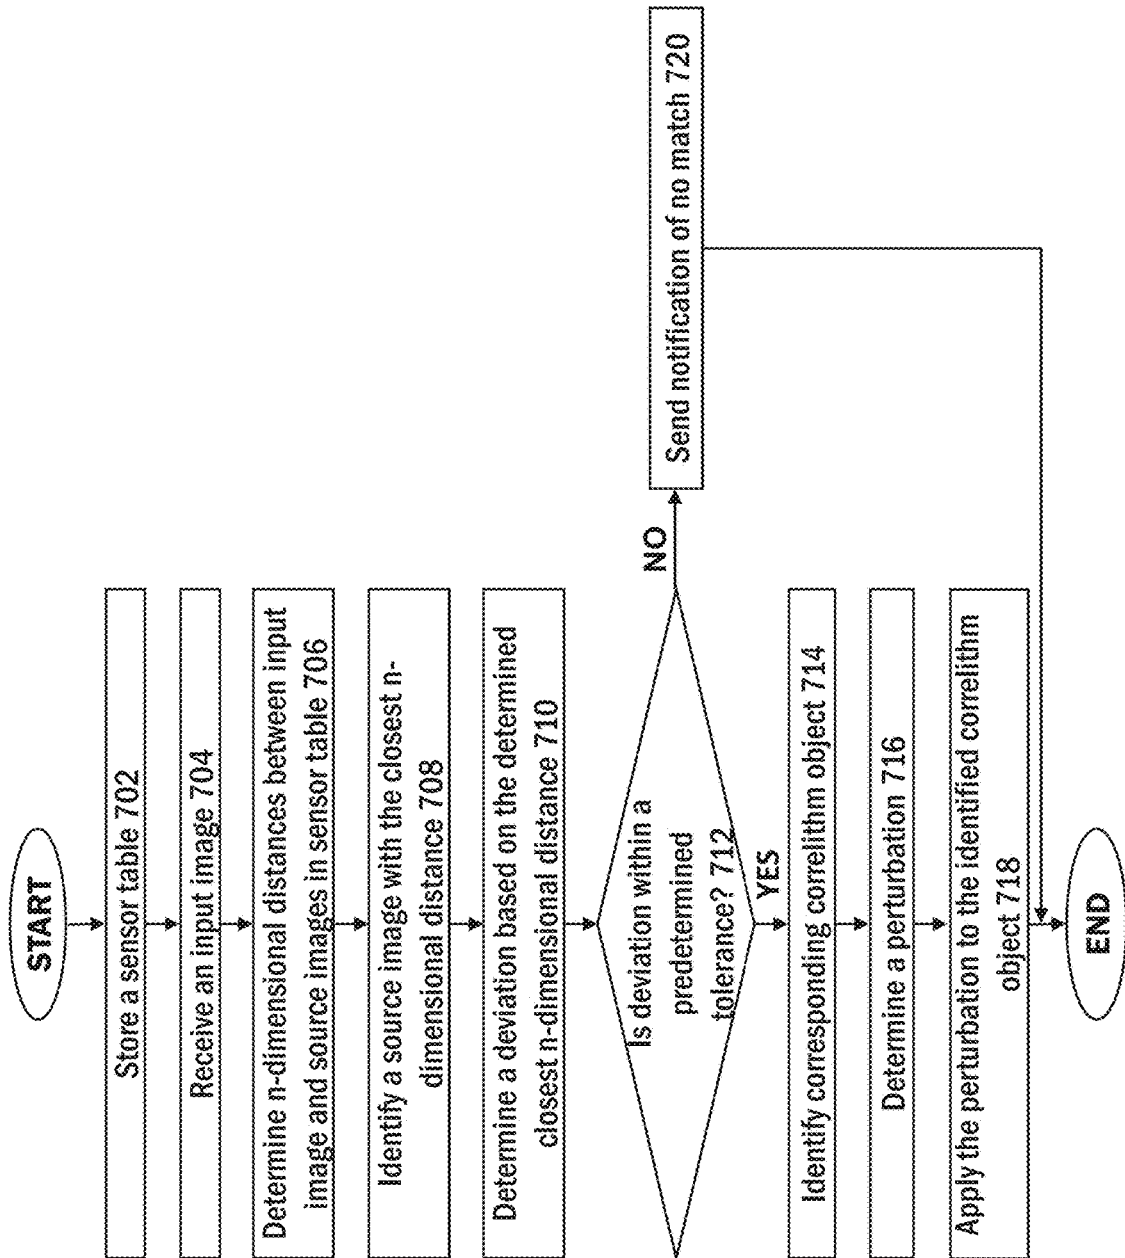 START
Store a sensor table 702
Receive an input image 704
Determine n-dimensional distances between input
image and source images in sensor table 706
Identify a source image with the closest n-
dimensional distance 708
Determine a deviation based on the determined
closest n-dimensional distance 710
Is deviation within a
predetermined
tolerance? 712
NO
Send notification of no match 720
YES
Identify corresponding correlithm object 714
Determine a perturbation 716
Apply the perturbation to the identified correlithm
object 718
END